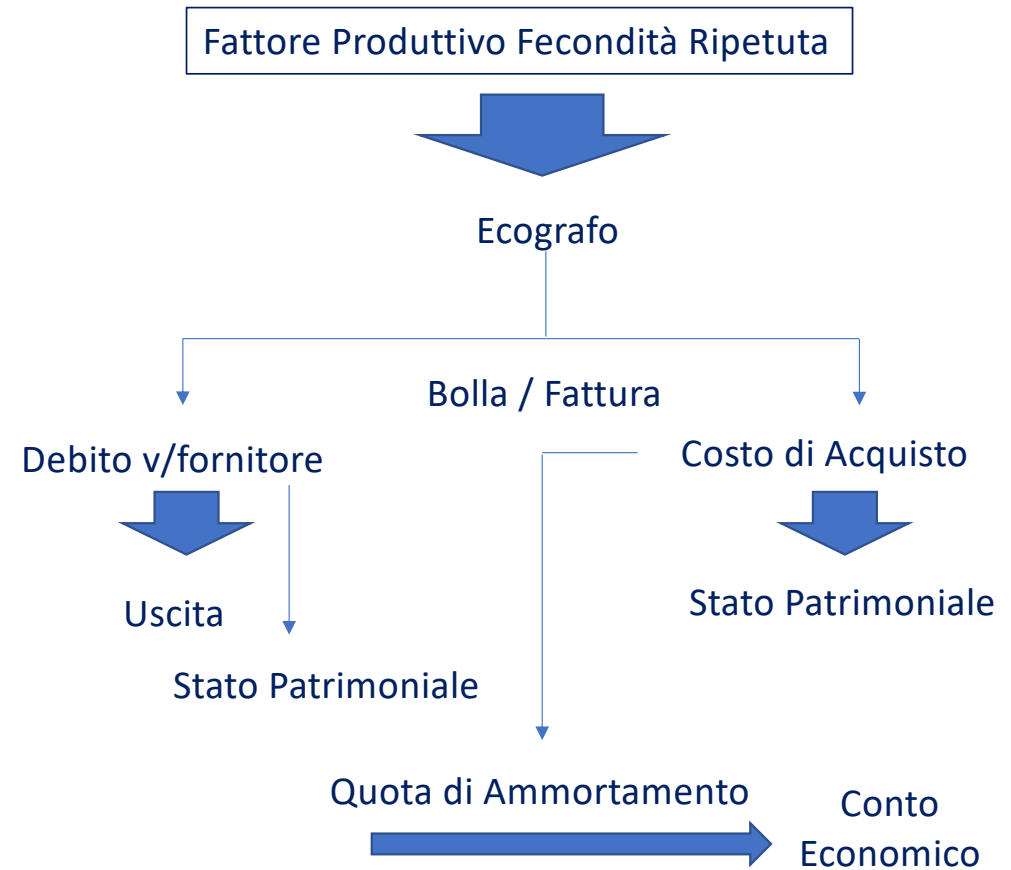 Fattore Produttivo Fecondità Ripetuta
Ecografo
Bolla / Fattura
Debito v/fornitore
Costo di Acquisto
Uscita
Stato Patrimoniale
Stato Patrimoniale
Quota di Ammortamento
Conto
Economico